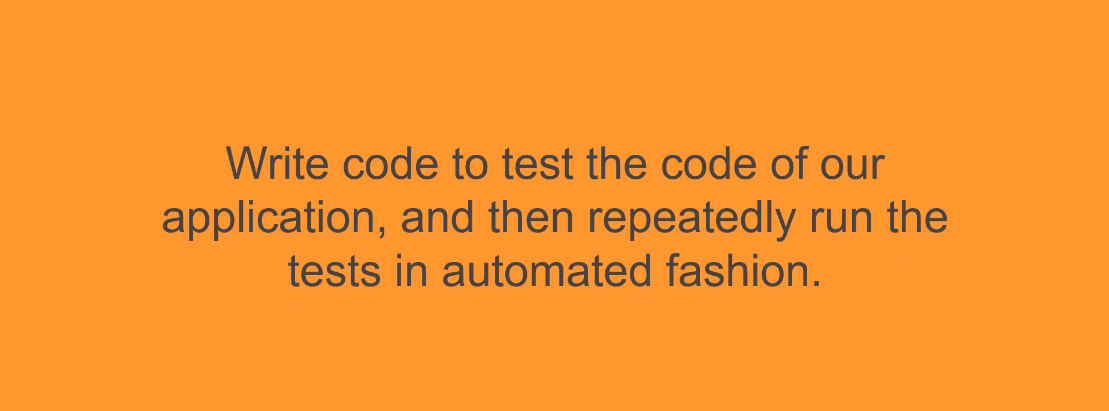 Write code to test the code of our
application, and then repeatedly run the
tests in automated fashion.